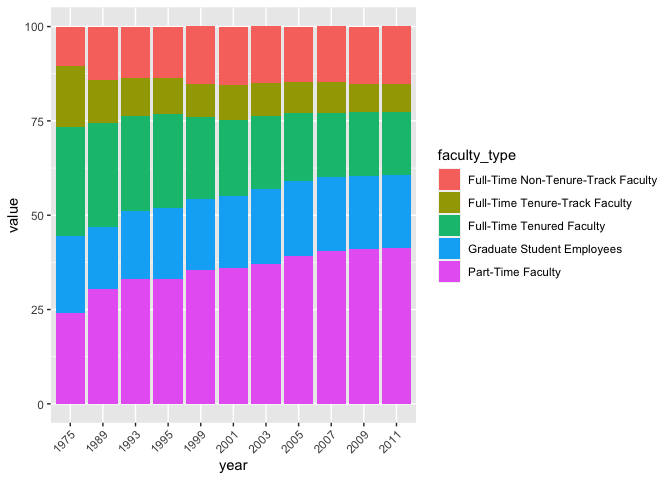 100
75
50
25
0
value
1975 1989 1993 1995 1999 2001 2003 2005 2007 2009 2011
year
faculty_type
Full-Time Non-Tenure-Track Faculty
Full-Time Tenure-Track Faculty
Full-Time Tenured Faculty
Graduate Student Employees
Part-Time Faculty